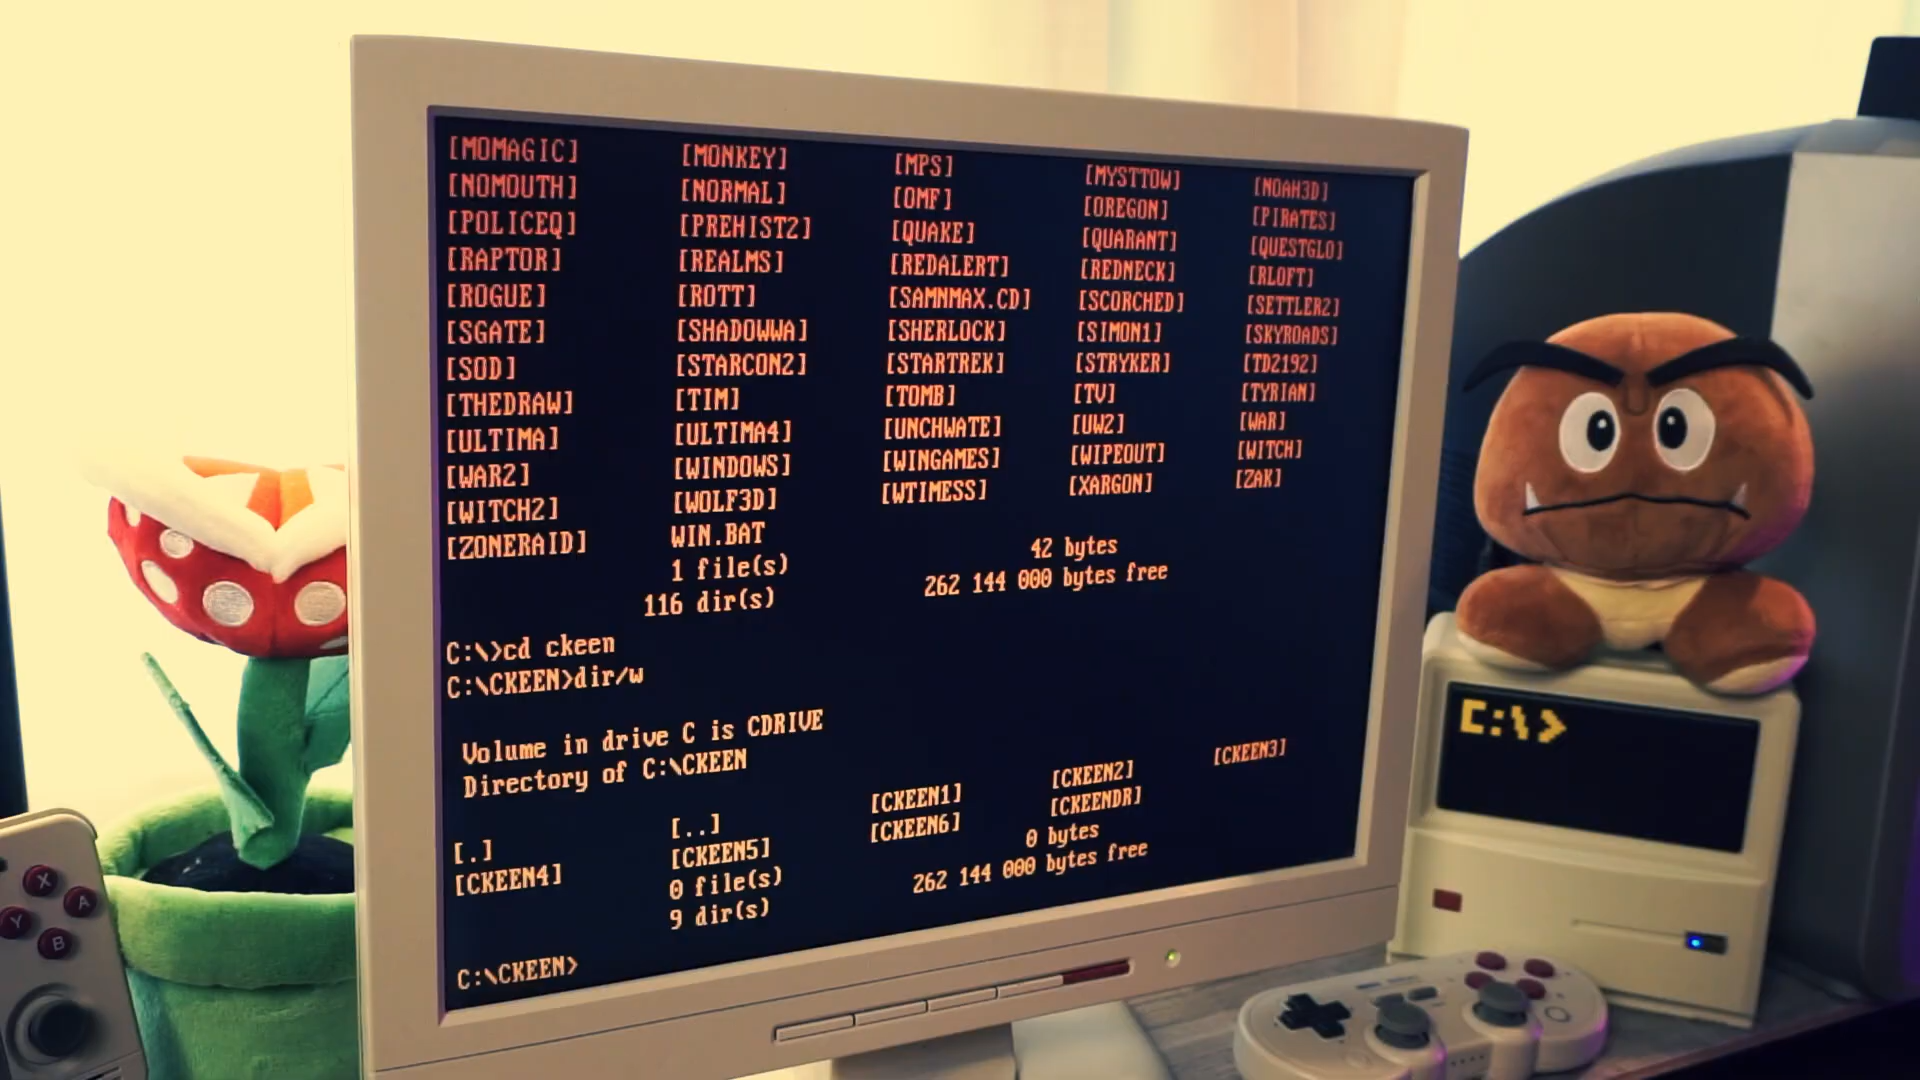 [MOMAGIC] [MONKEY] [MPS] [MYSTTOW] [NOAH3D]
[NOMOUTH] [NORMAL] [OMF] [OREGON] [PIRATES]
[POLICEQ] [PREHIST2] [QUAKE] [QUARANT] [QUESTGLO]
[RAPTOR] [REALMS] [REDALERT] [REDNECK] [RLOFT]
[ROGUE] [ROTT] [SAMNMAX.CD] [SCORCHED] [SETTLER2]
[SGATE] [SHADOWWA] [SHERLOCK] [SIMON1] [SKYROADS]
[SOD] [STARCON2] [STARTREK] [STRYKER] [TD2192]
[THEDRAW] [TIM] [TOMB] [TV] [TYRIAN]
[ULTIMA] [ULTIMA4] [UNCHWATE] [UW2] [WAR]
[WAR2] [WINDOWS] [WINGAMES] [WIPEOUT] [WITCH]
[WITCH2] [WOLF3D] [WTIMESS] [XARGON] [ZAK]
[ZONERAID] WIN.BAT
1 file(s) 42 bytes
116 dir(s) 262 144 000 bytes free
C:\>cd ckeen
C:\CKEEN>dir/w
Volume in drive C is CDRIVE
Directory of C:\CKEEN
[.] [..] [CKEEN1] [CKEEN2] [CKEEN3]
[CKEEN4] [CKEEN5] [CKEEN6] [CKEENDR]
0 file(s) 0 bytes
9 dir(s) 262 144 000 bytes free
C:\CKEEN>
C:\>
X
A
Y
B